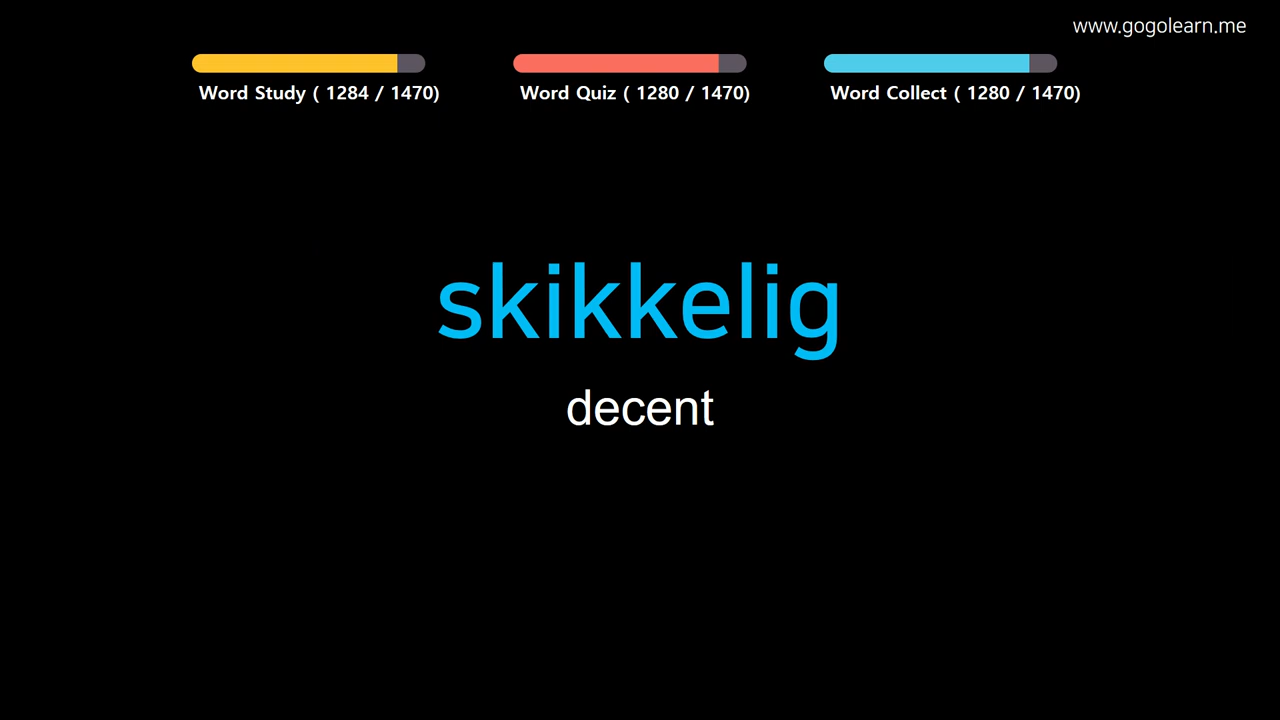 www.gogolearn.me
Word Study ( 1284 / 1470)
Word Quiz ( 1280 / 1470)
Word Collect ( 1280 / 1470)
skikkelig
decent